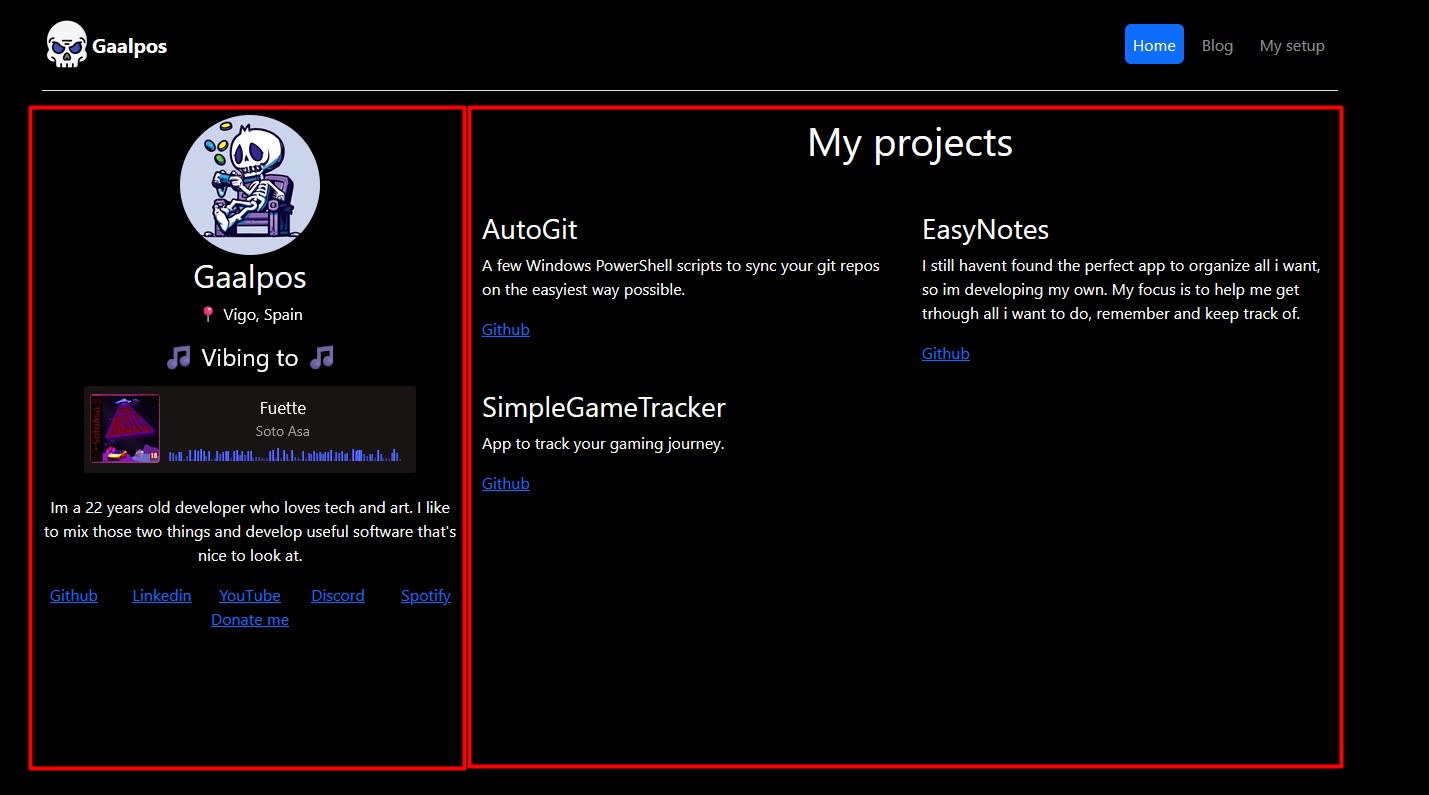 Gaalpos
Home Blog My setup
Gaalpos
📍 Vigo, Spain
🎵 Vibing to 🎵
Fuette
Soto Asa
18
Im a 22 years old developer who loves tech and art. I like
to mix those two things and develop useful software that's
nice to look at.
Github Linkedin YouTube Discord Spotify
Donate me
My projects
AutoGit
A few Windows PowerShell scripts to sync your git repos
on the easyiest way possible.
Github
EasyNotes
I still havent found the perfect app to organize all i want,
so im developing my own. My focus is to help me get
trhough all i want to do, remember and keep track of.
Github
SimpleGameTracker
App to track your gaming journey.
Github